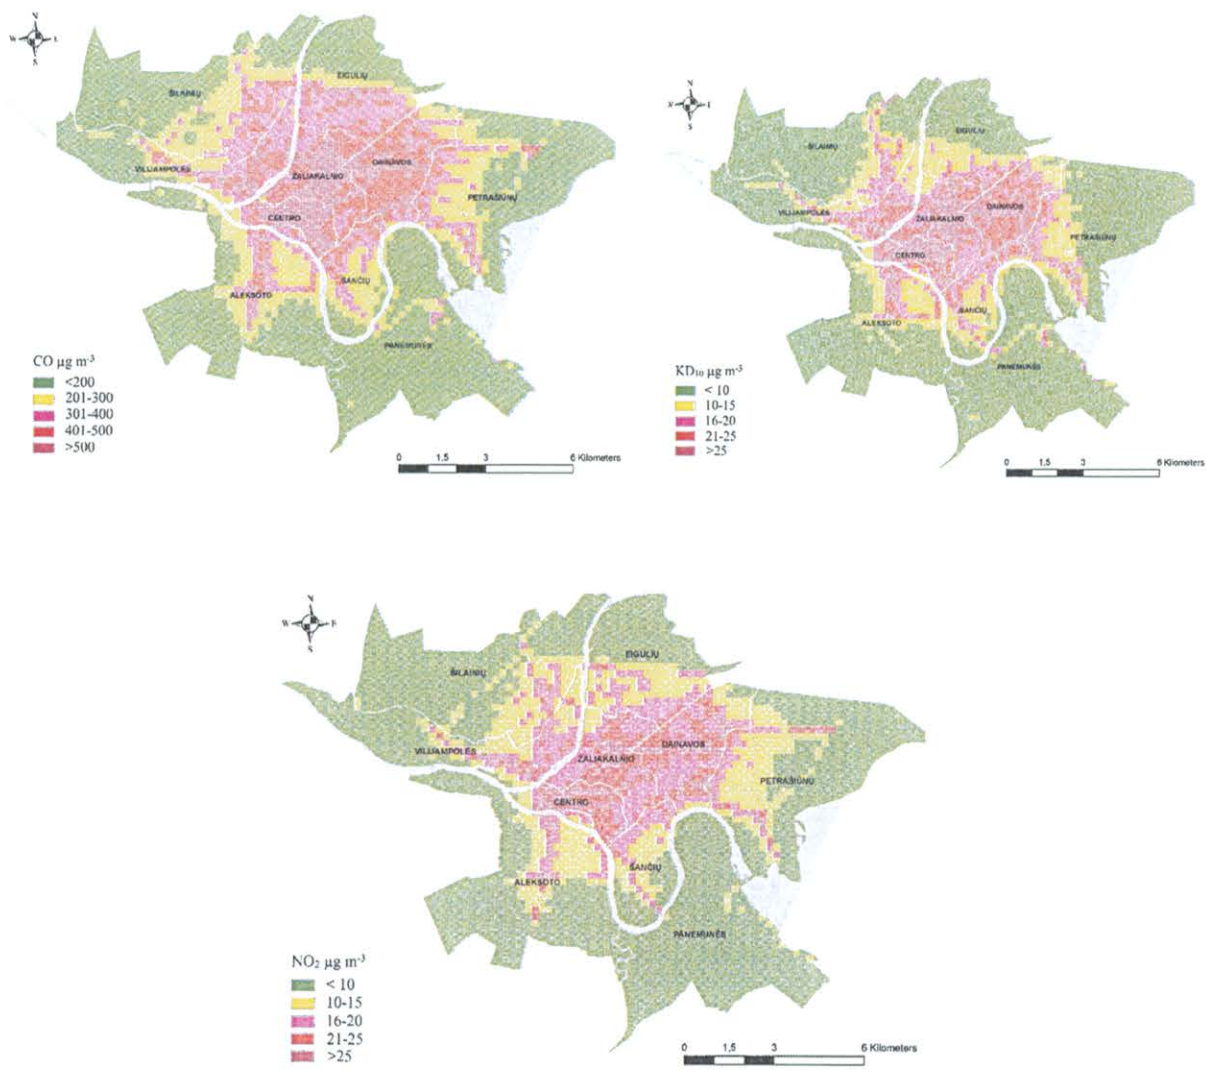 N
W E
S
ŠILAINIŲ
EIGULIŲ
VILIJAMPOLĖS
DAINAVOS
ŽALIAKALNIO
PETRAŠIŪNŲ
CENTRO
ŠANČIŲ
ALEKSOTO
PANEMUNĖS
CO µg m-3
<200
201-300
301-400
401-500
>500
0 1,5 3 6 Kilometers
N
S
ŠILAINIŲ
EIGULIŲ
VILIJAMPOLĖS
DAINAVOS
ŽALIAKALNIO
PETRAŠIŪNŲ
CENTRO
ŠANČIŲ
ALEKSOTO
PANEMUNĖS
KD10 µg m-3
< 10
10-15
16-20
21-25
>25
0 1,5 3 6 Kilometers
N
W E
S
ŠILAINIŲ
EIGULIŲ
VILIJAMPOLĖS
DAINAVOS
ŽALIAKALNIO
PETRAŠIŪNŲ
CENTRO
ŠANČIŲ
ALEKSOTO
PANEMUNĖS
NO2 µg m-3
< 10
10-15
16-20
21-25
>25
0 1,5 3 6 Kilometers